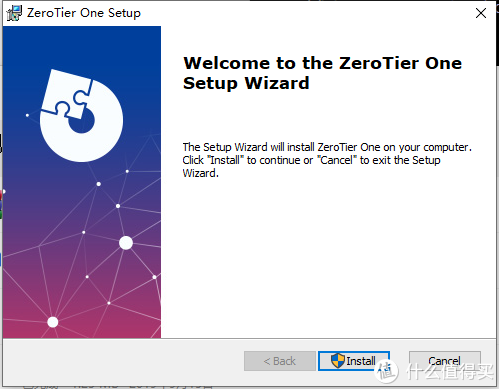 ZeroTier One Setup
Welcome to the ZeroTier One
Setup Wizard
The Setup Wizard will install ZeroTier One on your computer.
Click "Install" to continue or "Cancel" to exit the Setup
Wizard.
< Back
Install
Cancel
值 什么值得买